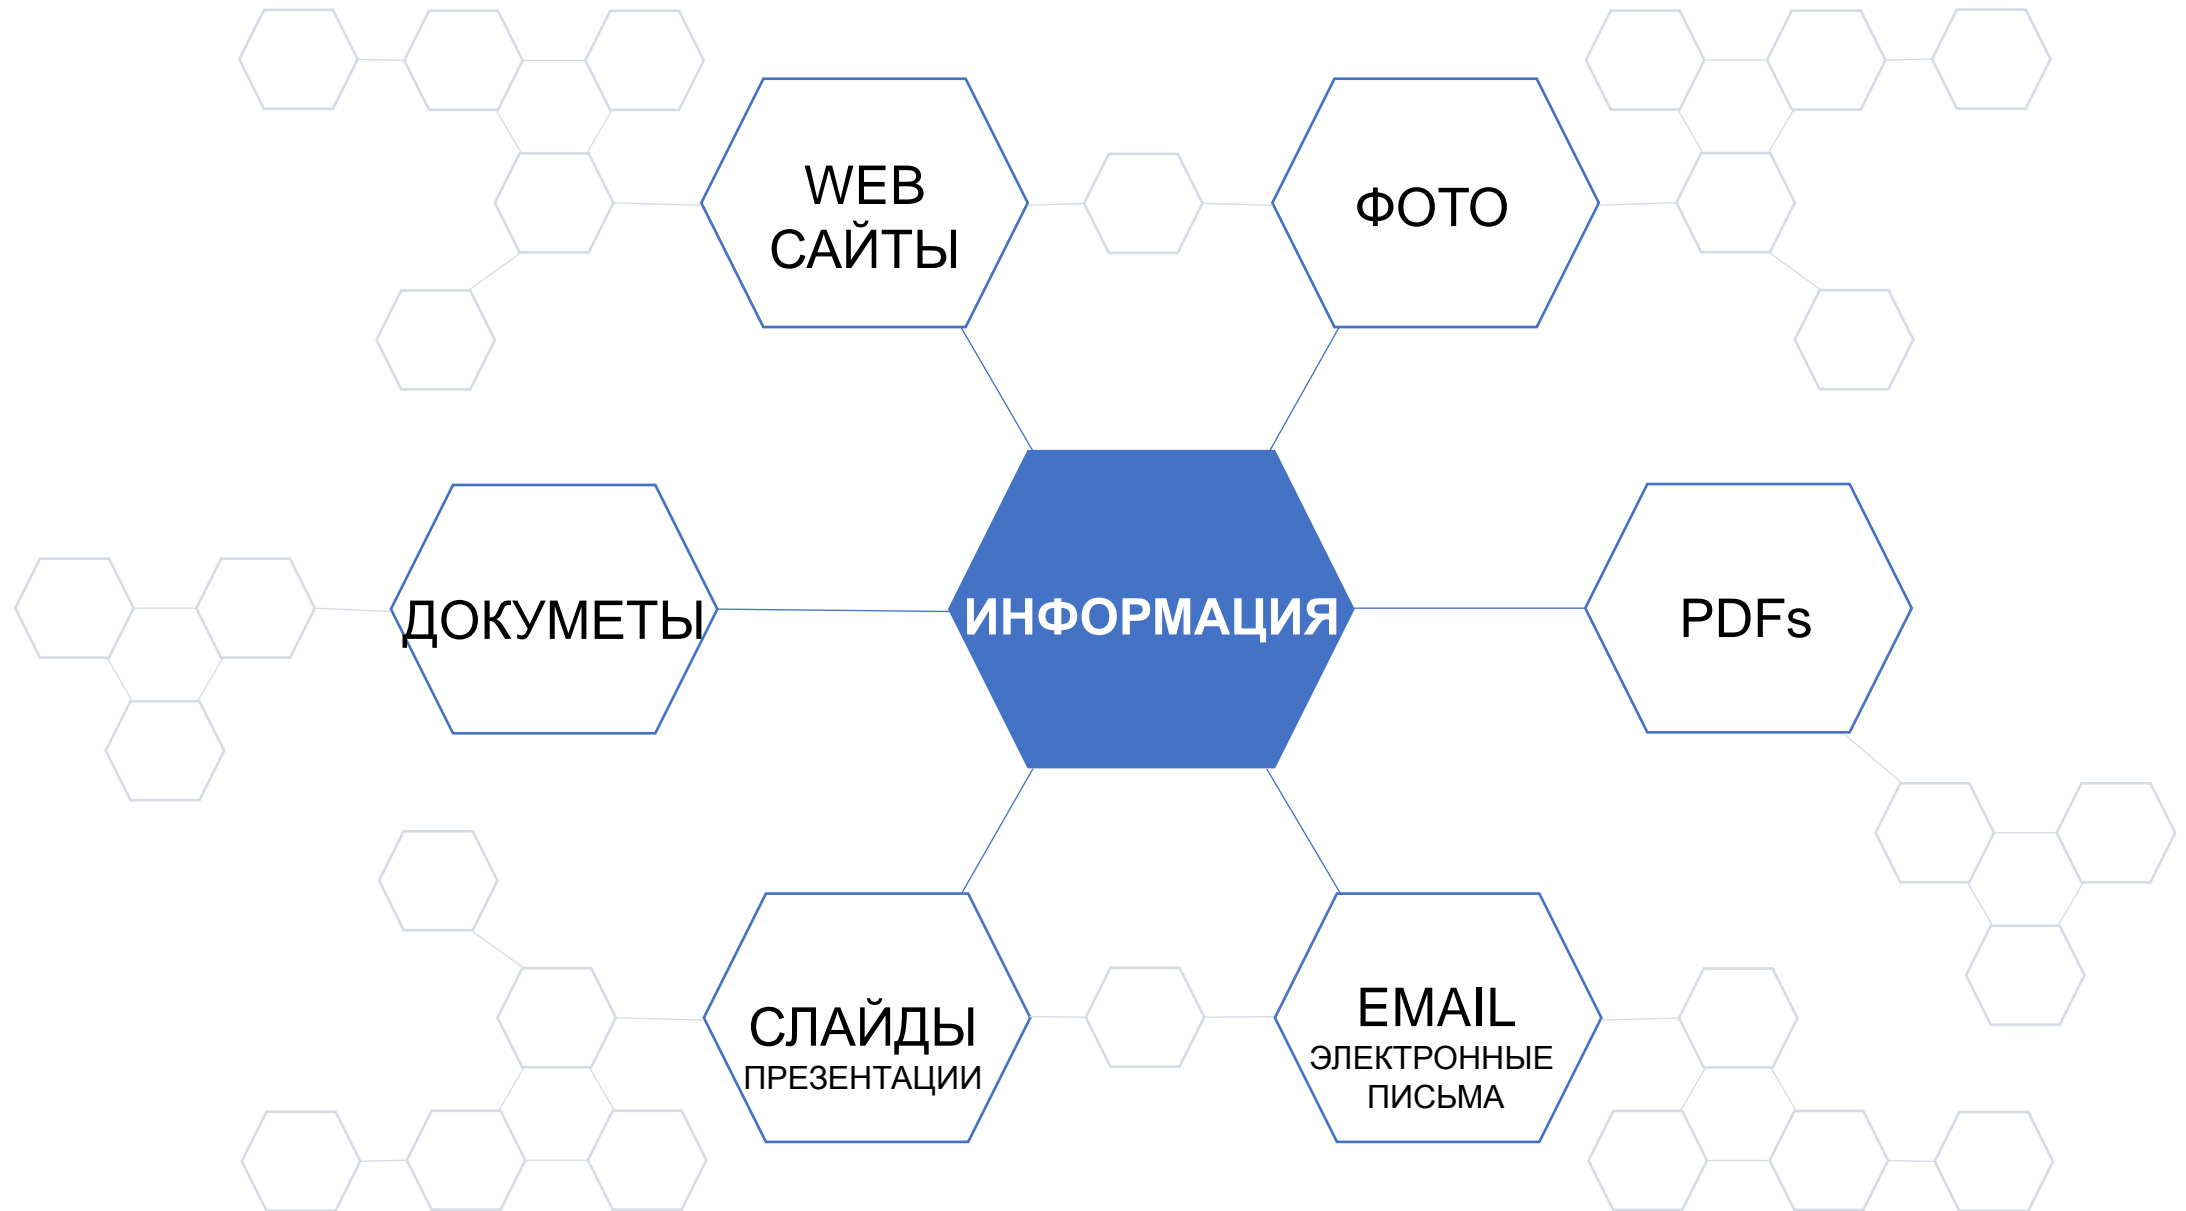 WEB
САЙТЫ
ФОТО
ДОКУМЕТЫ
ИНФОРМАЦИЯ
PDFs
СЛАЙДЫ
ПРЕЗЕНТАЦИИ
EMAIL
ЭЛЕКТРОННЫЕ
ПИСЬМА